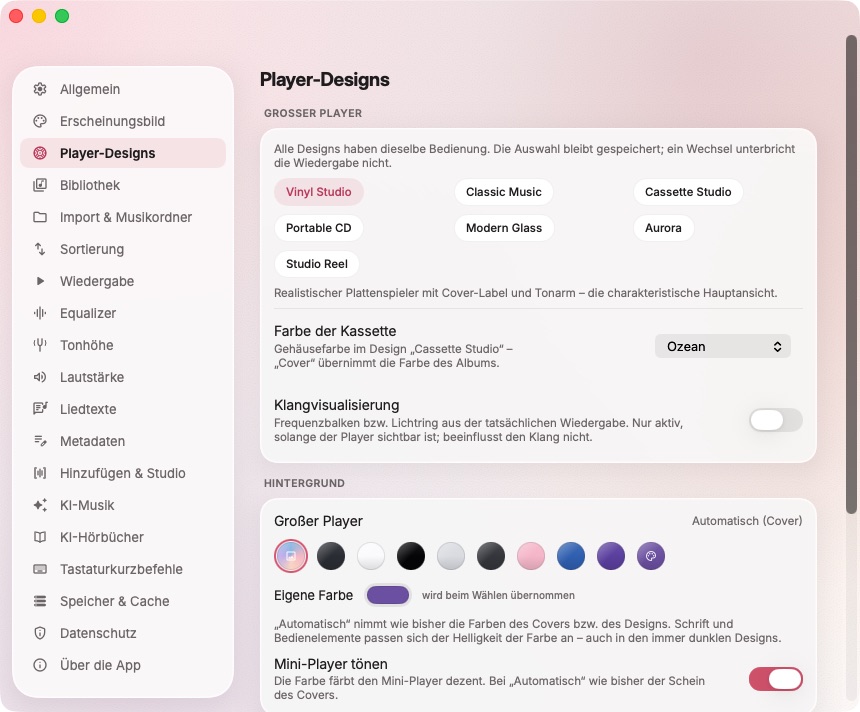 Allgemein
Erscheinungsbild
Player-Designs
Bibliothek
Import & Musikordner
Sortierung
Wiedergabe
Equalizer
Tonhöhe
Lautstärke
Liedtexte
Metadaten
Hinzufügen & Studio
KI-Musik
KI-Hörbücher
Tastaturkurzbefehle
Speicher & Cache
Datenschutz
Über die App
Player-Designs
GROSSER PLAYER
Alle Designs haben dieselbe Bedienung. Die Auswahl bleibt gespeichert; ein Wechsel unterbricht
die Wiedergabe nicht.
Vinyl Studio Classic Music Cassette Studio
Portable CD Modern Glass Aurora
Studio Reel
Realistischer Plattenspieler mit Cover-Label und Tonarm – die charakteristische Hauptansicht.
Farbe der Kassette
Gehäusefarbe im Design „Cassette Studio“ –
„Cover“ übernimmt die Farbe des Albums.
Ozean
Klangvisualisierung
Frequenzbalken bzw. Lichtring aus der tatsächlichen Wiedergabe. Nur aktiv,
solange der Player sichtbar ist; beeinflusst den Klang nicht.
HINTERGRUND
Großer Player Automatisch (Cover)
Eigene Farbe wird beim Wählen übernommen
„Automatisch“ nimmt wie bisher die Farben des Covers bzw. des Designs. Schrift und
Bedienelemente passen sich der Helligkeit der Farbe an – auch in den immer dunklen Designs.
Mini-Player tönen
Die Farbe färbt den Mini-Player dezent. Bei „Automatisch“ wie bisher der Schein
des Covers.